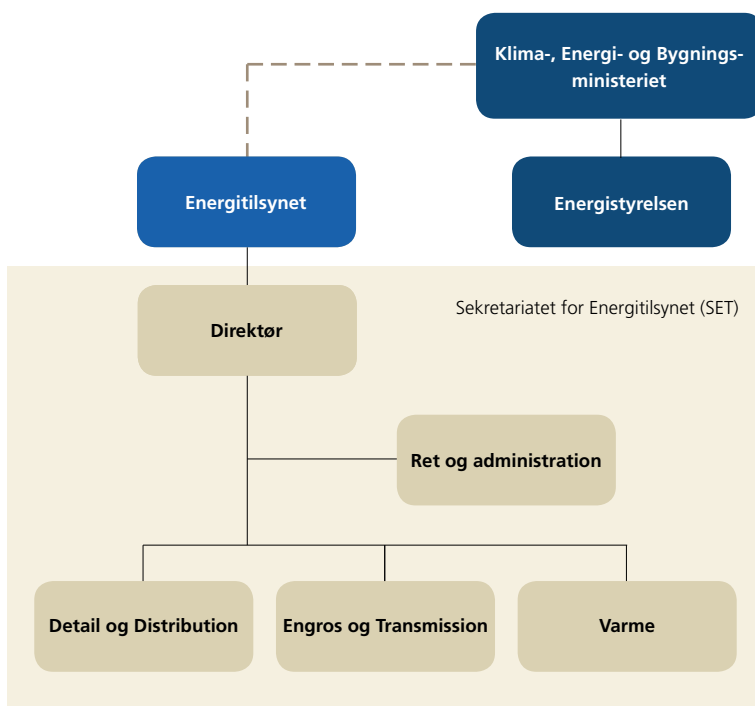 Klima-, Energi- og Bygnings-
ministeriet
Energitilsynet
Energistyrelsen
Sekretariatet for Energitilsynet (SET)
Direktør
Ret og administration
Detail og Distribution
Engros og Transmission
Varme